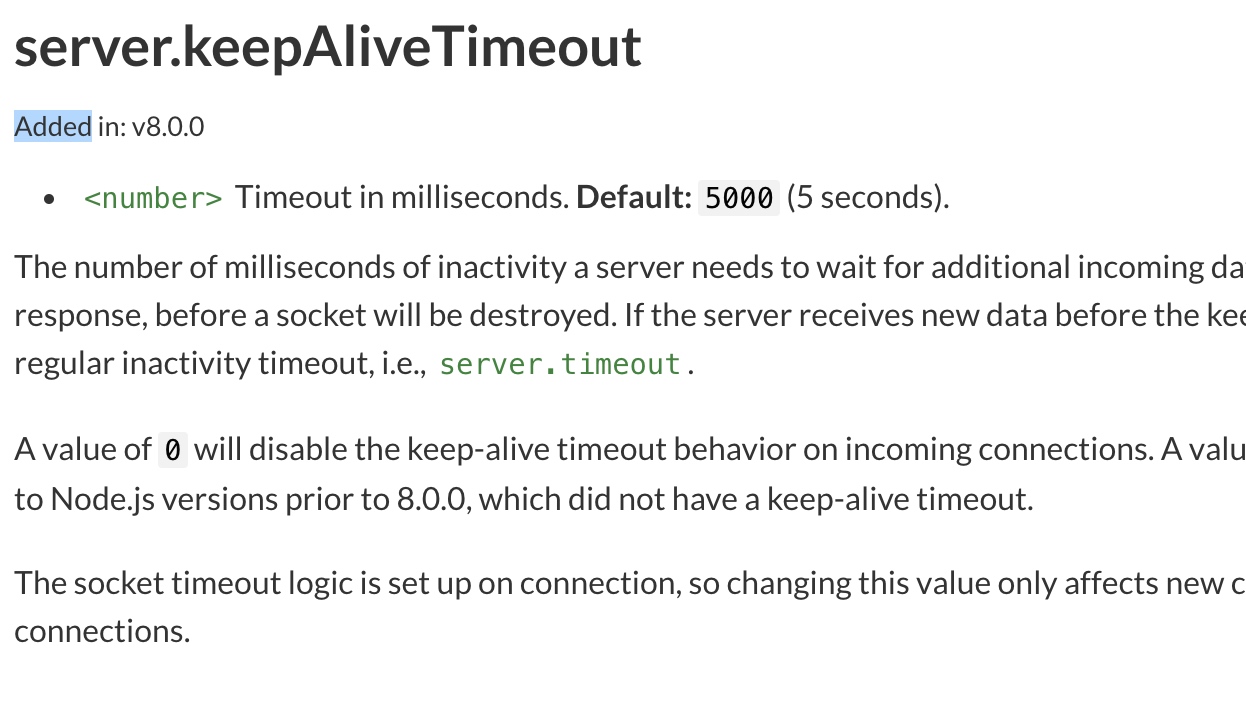 server.keepAliveTimeout
Added in: v8.0.0
• <number> Timeout in milliseconds. Default: 5000 (5 seconds).
The number of milliseconds of inactivity a server needs to wait for additional incoming
response, before a socket will be destroyed. If the server receives new data before the
regular inactivity timeout, i.e., server.timeout.
A value of 0 will disable the keep-alive timeout behavior on incoming connections. A
to Node.js versions prior to 8.0.0, which did not have a keep-alive timeout.
The socket timeout logic is set up on connection, so changing this value only affects new
connections.